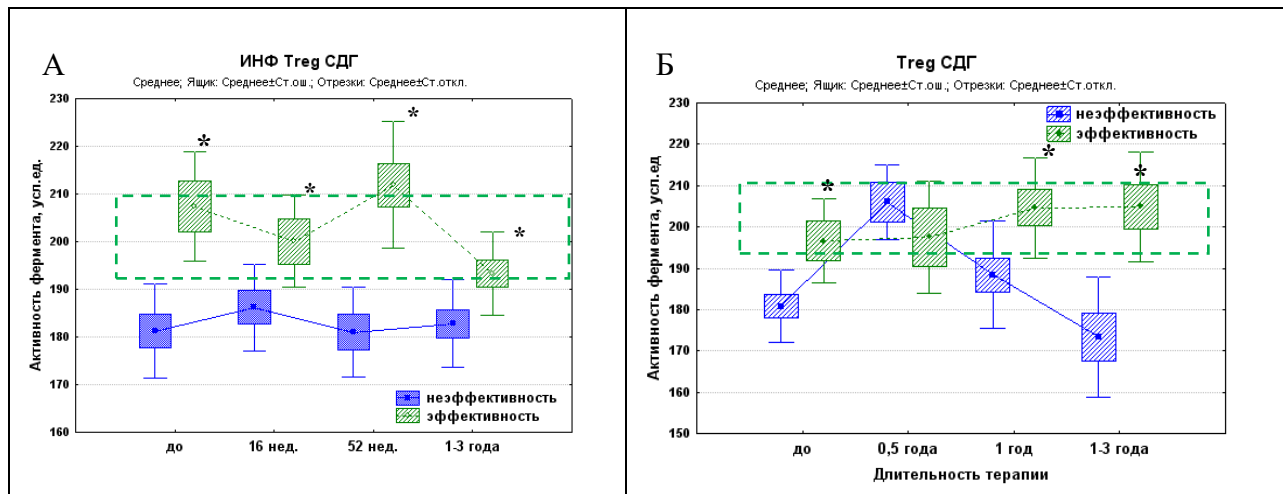 А
ИНФ Treg СДГ
Среднее; Ящик: Среднее±Ст.ош.; Отрезки: Среднее±Ст.откл.
Активность фермента, усл.ед.
230
220
210
200
190
180
170
160
*
*
*
*
неэффективность
эффективность
до
16 нед.
52 нед.
1-3 года
Б
Treg СДГ
Среднее; Ящик: Среднее±Ст.ош.; Отрезки: Среднее±Ст.откл.
Активность фермента, усл.ед
230
220
210
200
190
180
170
160
150
неэффективность
эффективность
*
*
*
до
0,5 года
1 год
1-3 года
Длительность терапии